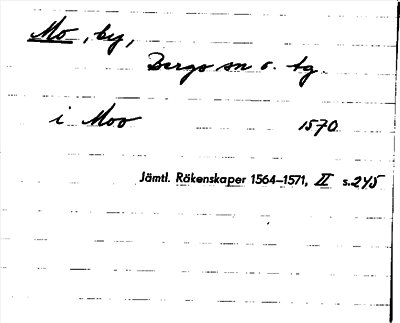 Mo, by,
Bergs sn o. tg.
i Moo 1570
Jämtl. Räkenskaper 1564–1571, II s.245